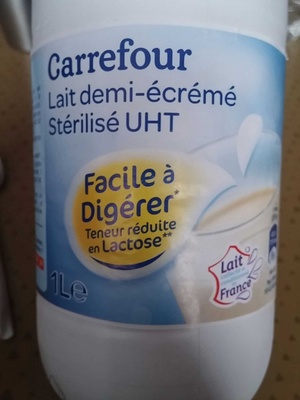 Carrefour
Lait demi-écrémé
Stérilisé UHT
Facile à
Digérer*
Teneur réduite
en Lactose**
1L℮
Lait
France